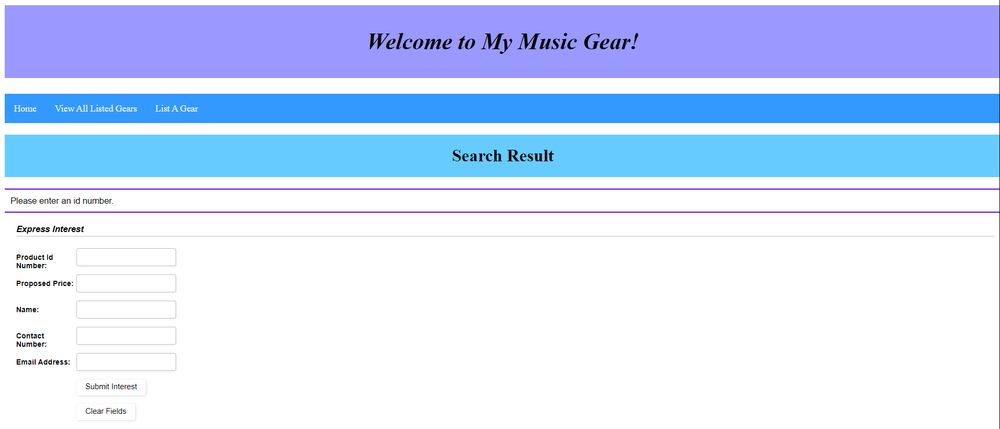 Welcome to My Music Gear!
Home View All Listed Gears List A Gear
Search Result
Please enter an id number.
Express Interest
Product Id
Number:
Proposed Price:
Name:
Contact
Number:
Email Address:
Submit Interest
Clear Fields